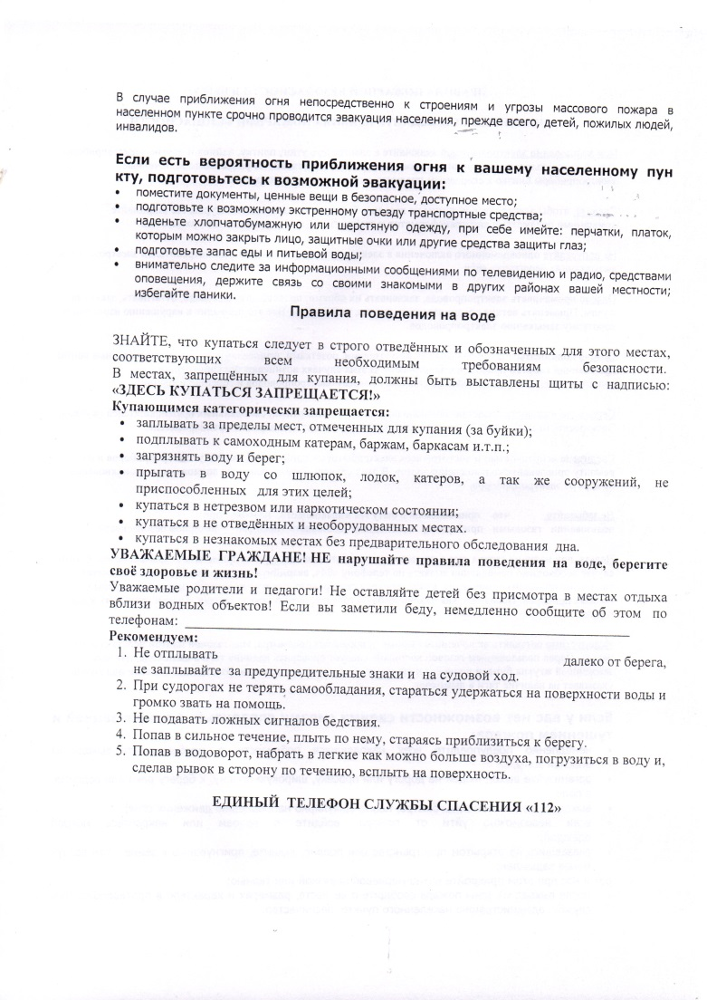 В случае приближения огня непосредственно к строениям и угрозы массового пожара в
населенном пункте срочно проводится эвакуация населения, прежде всего, детей, пожилых людей,
инвалидов.
Если есть вероятность приближения огня к вашему населенному пун
кту, подготовьтесь к возможной эвакуации:
• поместите документы, ценные вещи в безопасное, доступное место;
• подготовьте к возможному экстренному отъезду транспортные средства;
• наденьте хлопчатобумажную или шерстяную одежду, при себе имейте: перчатки, платок,
которым можно закрыть лицо, защитные очки или другие средства защиты глаз;
• подготовьте запас еды и питьевой воды;
• внимательно следите за информационными сообщениями по телевидению и радио, средствами
оповещения, держите связь со своими знакомыми в других районах вашей местности;
избегайте паники.
Правила поведения на воде
ЗНАЙТЕ, что купаться следует в строго отведённых и обозначенных для этого местах,
соответствующих всем необходимым требованиям безопасности.
В местах, запрещённых для купания, должны быть выставлены щиты с надписью:
«ЗДЕСЬ КУПАТЬСЯ ЗАПРЕЩАЕТСЯ!»
Купающимся категорически запрещается:
• заплывать за пределы мест, отмеченных для купания (за буйки);
• подплывать к самоходным катерам, баржам, баркасам и.т.п.;
• загрязнять воду и берег;
• прыгать в воду со шлюпок, лодок, катеров, а так же сооружений, не
приспособленных для этих целей;
• купаться в нетрезвом или наркотическом состоянии;
• купаться в не отведённых и необорудованных местах.
• купаться в незнакомых местах без предварительного обследования дна.
УВАЖАЕМЫЕ ГРАЖДАНЕ! НЕ нарушайте правила поведения на воде, берегите
своё здоровье и жизнь!
Уважаемые родители и педагоги! Не оставляйте детей без присмотра в местах отдыха
вблизи водных объектов! Если вы заметили беду, немедленно сообщите об этом по
телефонам:
Рекомендуем:
1. Не отплывать далеко от берега,
не заплывайте за предупредительные знаки и на судовой ход.
2. При судорогах не терять самообладания, стараться удержаться на поверхности воды и
громко звать на помощь.
3. Не подавать ложных сигналов бедствия.
4. Попав в сильное течение, плыть по нему, стараясь приблизиться к берегу.
5. Попав в водоворот, набрать в легкие как можно больше воздуха, погрузиться в воду и,
сделав рывок в сторону по течению, всплыть на поверхность.
ЕДИНЫЙ ТЕЛЕФОН СЛУЖБЫ СПАСЕНИЯ «112»